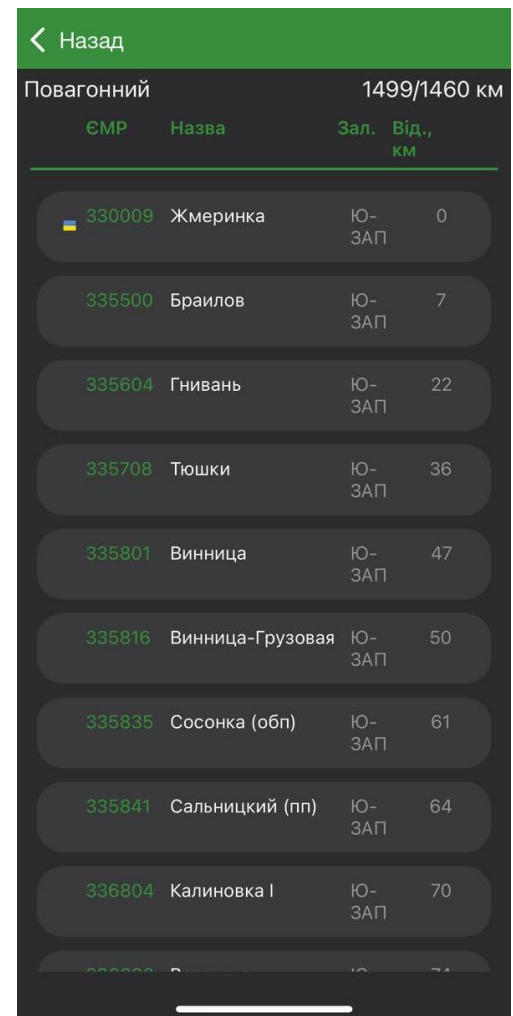 Назад
Повагонний 1499/1460 км
ЄМР Назва Зал. Від.,
км
330009 Жмеринка Ю- 0
ЗАП
335500 Браилов Ю- 7
ЗАП
335604 Гнивань Ю- 22
ЗАП
335708 Тюшки Ю- 36
ЗАП
335801 Винница Ю- 47
ЗАП
335816 Винница-Грузовая Ю- 50
ЗАП
335835 Сосонка (обп) Ю- 61
ЗАП
335841 Сальницкий (пп) Ю- 64
ЗАП
336804 Калиновка I Ю- 70
ЗАП